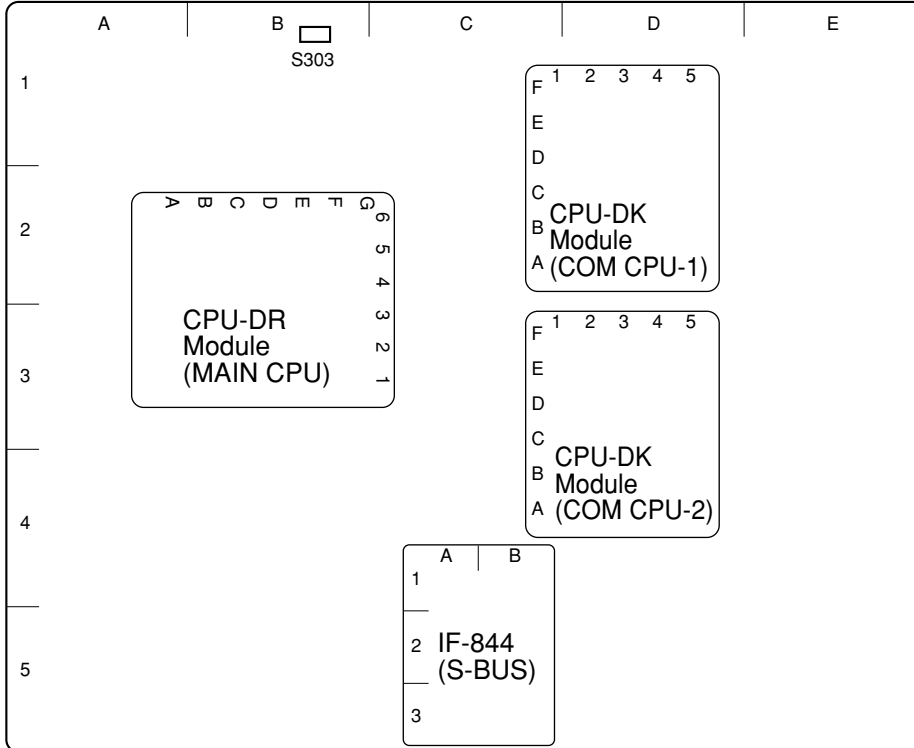 A B C D E
S303
1
2
3
4
5
1 2 3 4 5
F
E
D
C
B
A
CPU-DK
Module
(COM CPU-1)
A B C D E F G
6
5
4
3
2
1
CPU-DR
Module
(MAIN CPU)
1 2 3 4 5
F
E
D
C
B
A
CPU-DK
Module
(COM CPU-2)
A B
1
2
3
IF-844
(S-BUS)